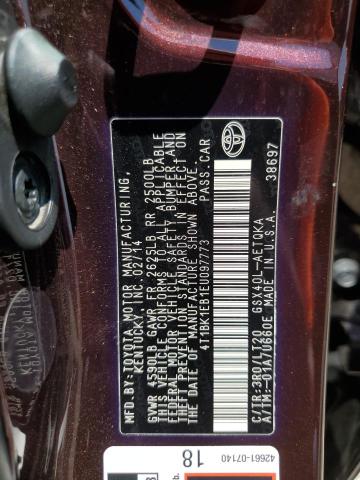 MFD. BY:TOYOTA MOTOR MANUFACTURING,
KENTUCKY, INC. 02/14
GVWR 4590LB GAWR FR 2625LB RR 2500LB
THIS VEHICLE CONFORMS TO ALL APPLICABLE
FEDERAL MOTOR VEHICLE SAFETY, BUMPER, AND
THEFT PREVENTION STANDARDS IN EFFECT ON
THE DATE OF MANUFACTURE SHOWN ABOVE.
4T1BK1EB1EU097773 PASS.CAR
C/TR:3R0/LT20 GSX40L-AETQKA
A/TM:-01A/U660E MADE IN U.S.A. 38697
42661-07140
18